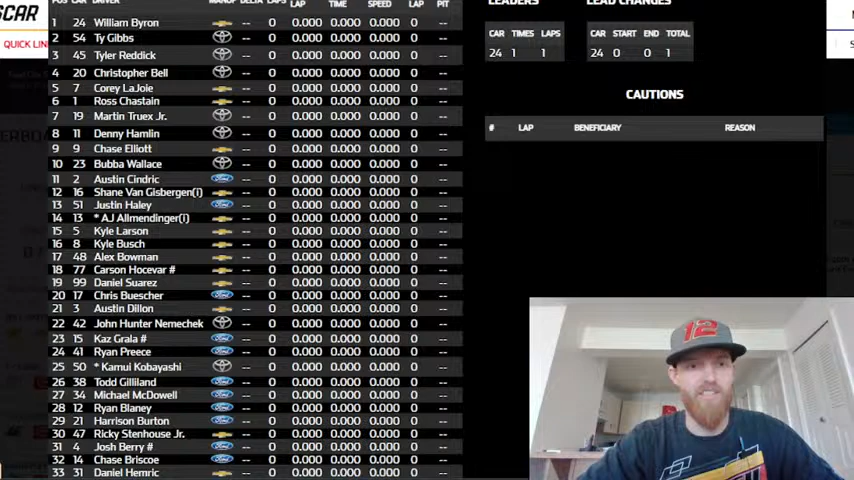 SCAR
QUICK LIN
POS CAR DRIVER MANUF DELTA LAPS LAP TIME SPEED LAP PIT
1 24 William Byron -- 0 0.000 0.000 0.000 0 --
2 54 Ty Gibbs -- 0 0.000 0.000 0.000 0 --
3 45 Tyler Reddick -- 0 0.000 0.000 0.000 0 --
4 20 Christopher Bell -- 0 0.000 0.000 0.000 0 --
5 7 Corey LaJoie -- 0 0.000 0.000 0.000 0 --
6 1 Ross Chastain -- 0 0.000 0.000 0.000 0 --
7 19 Martin Truex Jr. -- 0 0.000 0.000 0.000 0 --
8 11 Denny Hamlin -- 0 0.000 0.000 0.000 0 --
9 9 Chase Elliott -- 0 0.000 0.000 0.000 0 --
10 23 Bubba Wallace -- 0 0.000 0.000 0.000 0 --
11 2 Austin Cindric Ford -- 0 0.000 0.000 0.000 0 --
12 16 Shane Van Gisbergen(i) -- 0 0.000 0.000 0.000 0 --
13 51 Justin Haley Ford -- 0 0.000 0.000 0.000 0 --
14 13 * AJ Allmendinger(i) -- 0 0.000 0.000 0.000 0 --
15 5 Kyle Larson -- 0 0.000 0.000 0.000 0 --
16 8 Kyle Busch -- 0 0.000 0.000 0.000 0 --
17 48 Alex Bowman -- 0 0.000 0.000 0.000 0 --
18 77 Carson Hocevar # -- 0 0.000 0.000 0.000 0 --
19 99 Daniel Suarez -- 0 0.000 0.000 0.000 0 --
20 17 Chris Buescher Ford -- 0 0.000 0.000 0.000 0 --
21 3 Austin Dillon -- 0 0.000 0.000 0.000 0 --
22 42 John Hunter Nemechek -- 0 0.000 0.000 0.000 0 --
23 15 Kaz Grala # Ford -- 0 0.000 0.000 0.000 0 --
24 41 Ryan Preece Ford -- 0 0.000 0.000 0.000 0 --
25 50 * Kamui Kobayashi -- 0 0.000 0.000 0.000 0 --
26 38 Todd Gilliland Ford -- 0 0.000 0.000 0.000 0 --
27 34 Michael McDowell Ford -- 0 0.000 0.000 0.000 0 --
28 12 Ryan Blaney Ford -- 0 0.000 0.000 0.000 0 --
29 21 Harrison Burton Ford -- 0 0.000 0.000 0.000 0 --
30 47 Ricky Stenhouse Jr. -- 0 0.000 0.000 0.000 0 --
31 4 Josh Berry # Ford -- 0 0.000 0.000 0.000 0 --
32 14 Chase Briscoe Ford -- 0 0.000 0.000 0.000 0 --
33 31 Daniel Hemric -- 0 0.000 0.000 0.000 0 --
LEADERS
CAR TIMES LAPS
24 1 1
LEAD CHANGES
CAR START END TOTAL
24 0 0 1
CAUTIONS
# LAP BENEFICIARY REASON
12